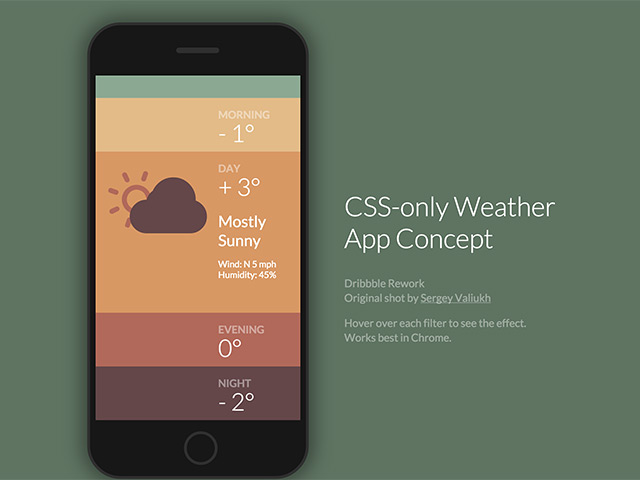 MORNING
- 1°
DAY
+ 3°
Mostly
Sunny
Wind: N 5 mph
Humidity: 45%
EVENING
0°
NIGHT
- 2°
CSS-only Weather
App Concept
Dribbble Rework
Original shot by Sergey Valiukh
Hover over each filter to see the effect.
Works best in Chrome.